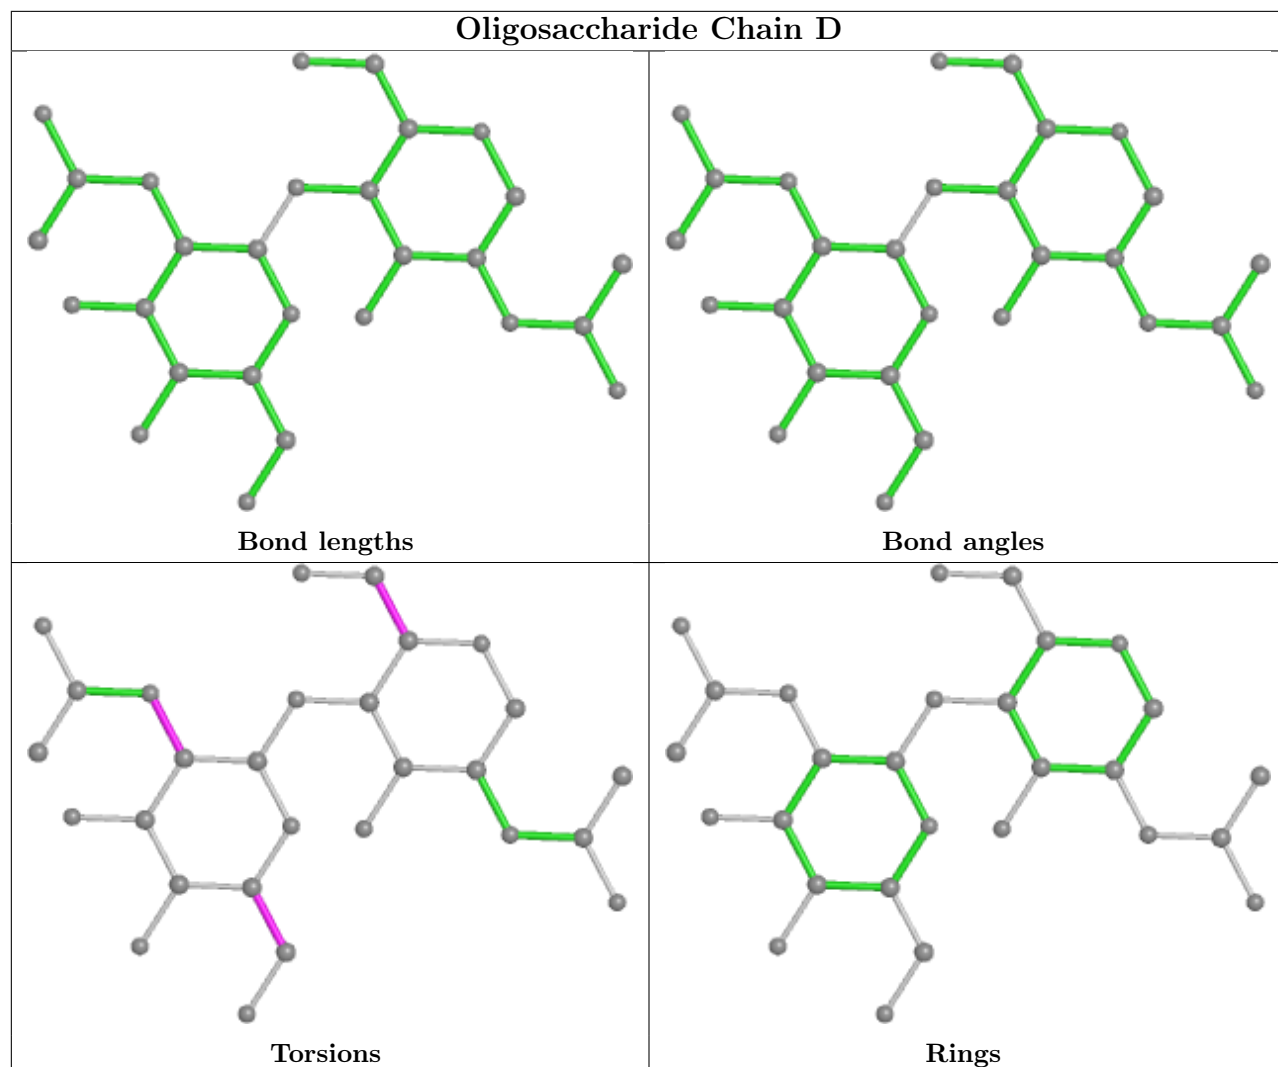 Oligosaccharide Chain D
Bond lengths
Bond angles
Torsions
Rings